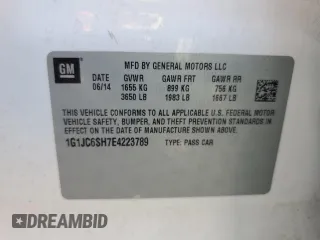 GM
MFD BY GENERAL MOTORS LLC
DATE GVWR GAWR FRT GAWR RR
06/14 1655 KG 899 KG 756 KG
3650 LB 1983 LB 1667 LB
THIS VEHICLE CONFORMS TO ALL APPLICABLE
U.S. FEDERAL MOTOR VEHICLE SAFETY, BUMPER,
AND THEFT PREVENTION STANDARDS IN EFFECT ON
THE DATE OF MANUFACTURE SHOWN ABOVE.
1G1JC6SH7E4223789 TYPE: PASS CAR
DREAMBID